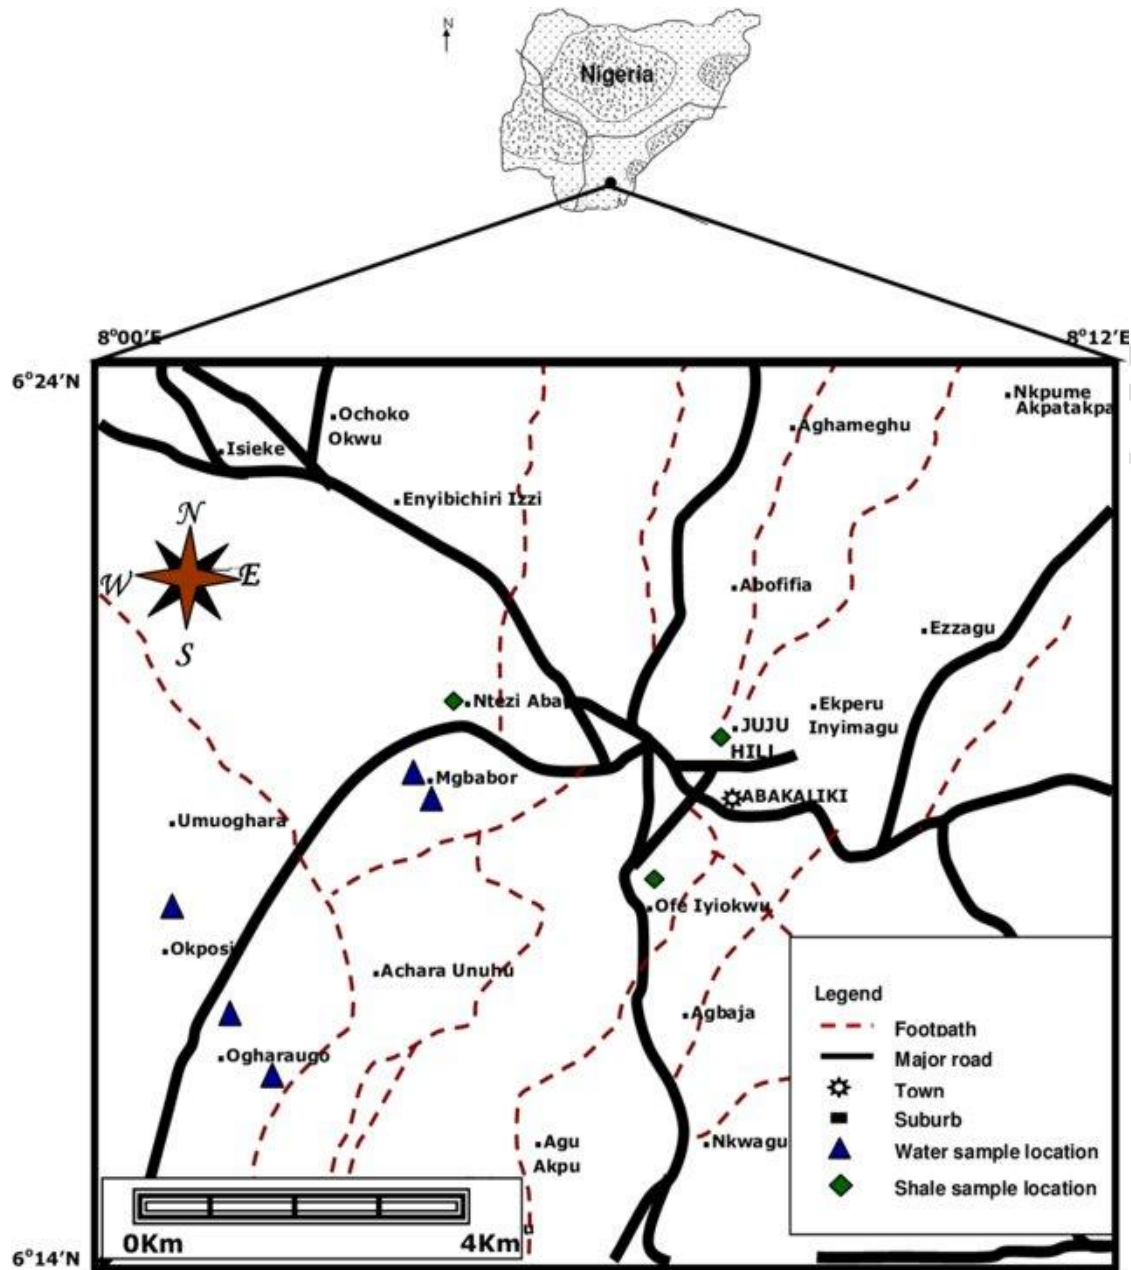 N
Nigeria
8°00'E
8°12'E
6°24'N
Nkpume
Akpatakpa
Ochoko
Okwu
Aghameghu
Isieke
Enyibichiri Izzi
N
W
E
S
Abofifia
Ezzagu
Ntezi Aba
Ekperu
Inyimagu
JUJU
HILL
Mgbabor
ABAKALIKI
Umuoghara
Ofe Iyiokwu
Okposi
Achara Unuhu
Agbaja
Ogharaugo
Agu
Akpu
Nkwagu
Legend
Footpath
Major road
Town
Suburb
Water sample location
Shale sample location
0Km
4Km
6°14'N